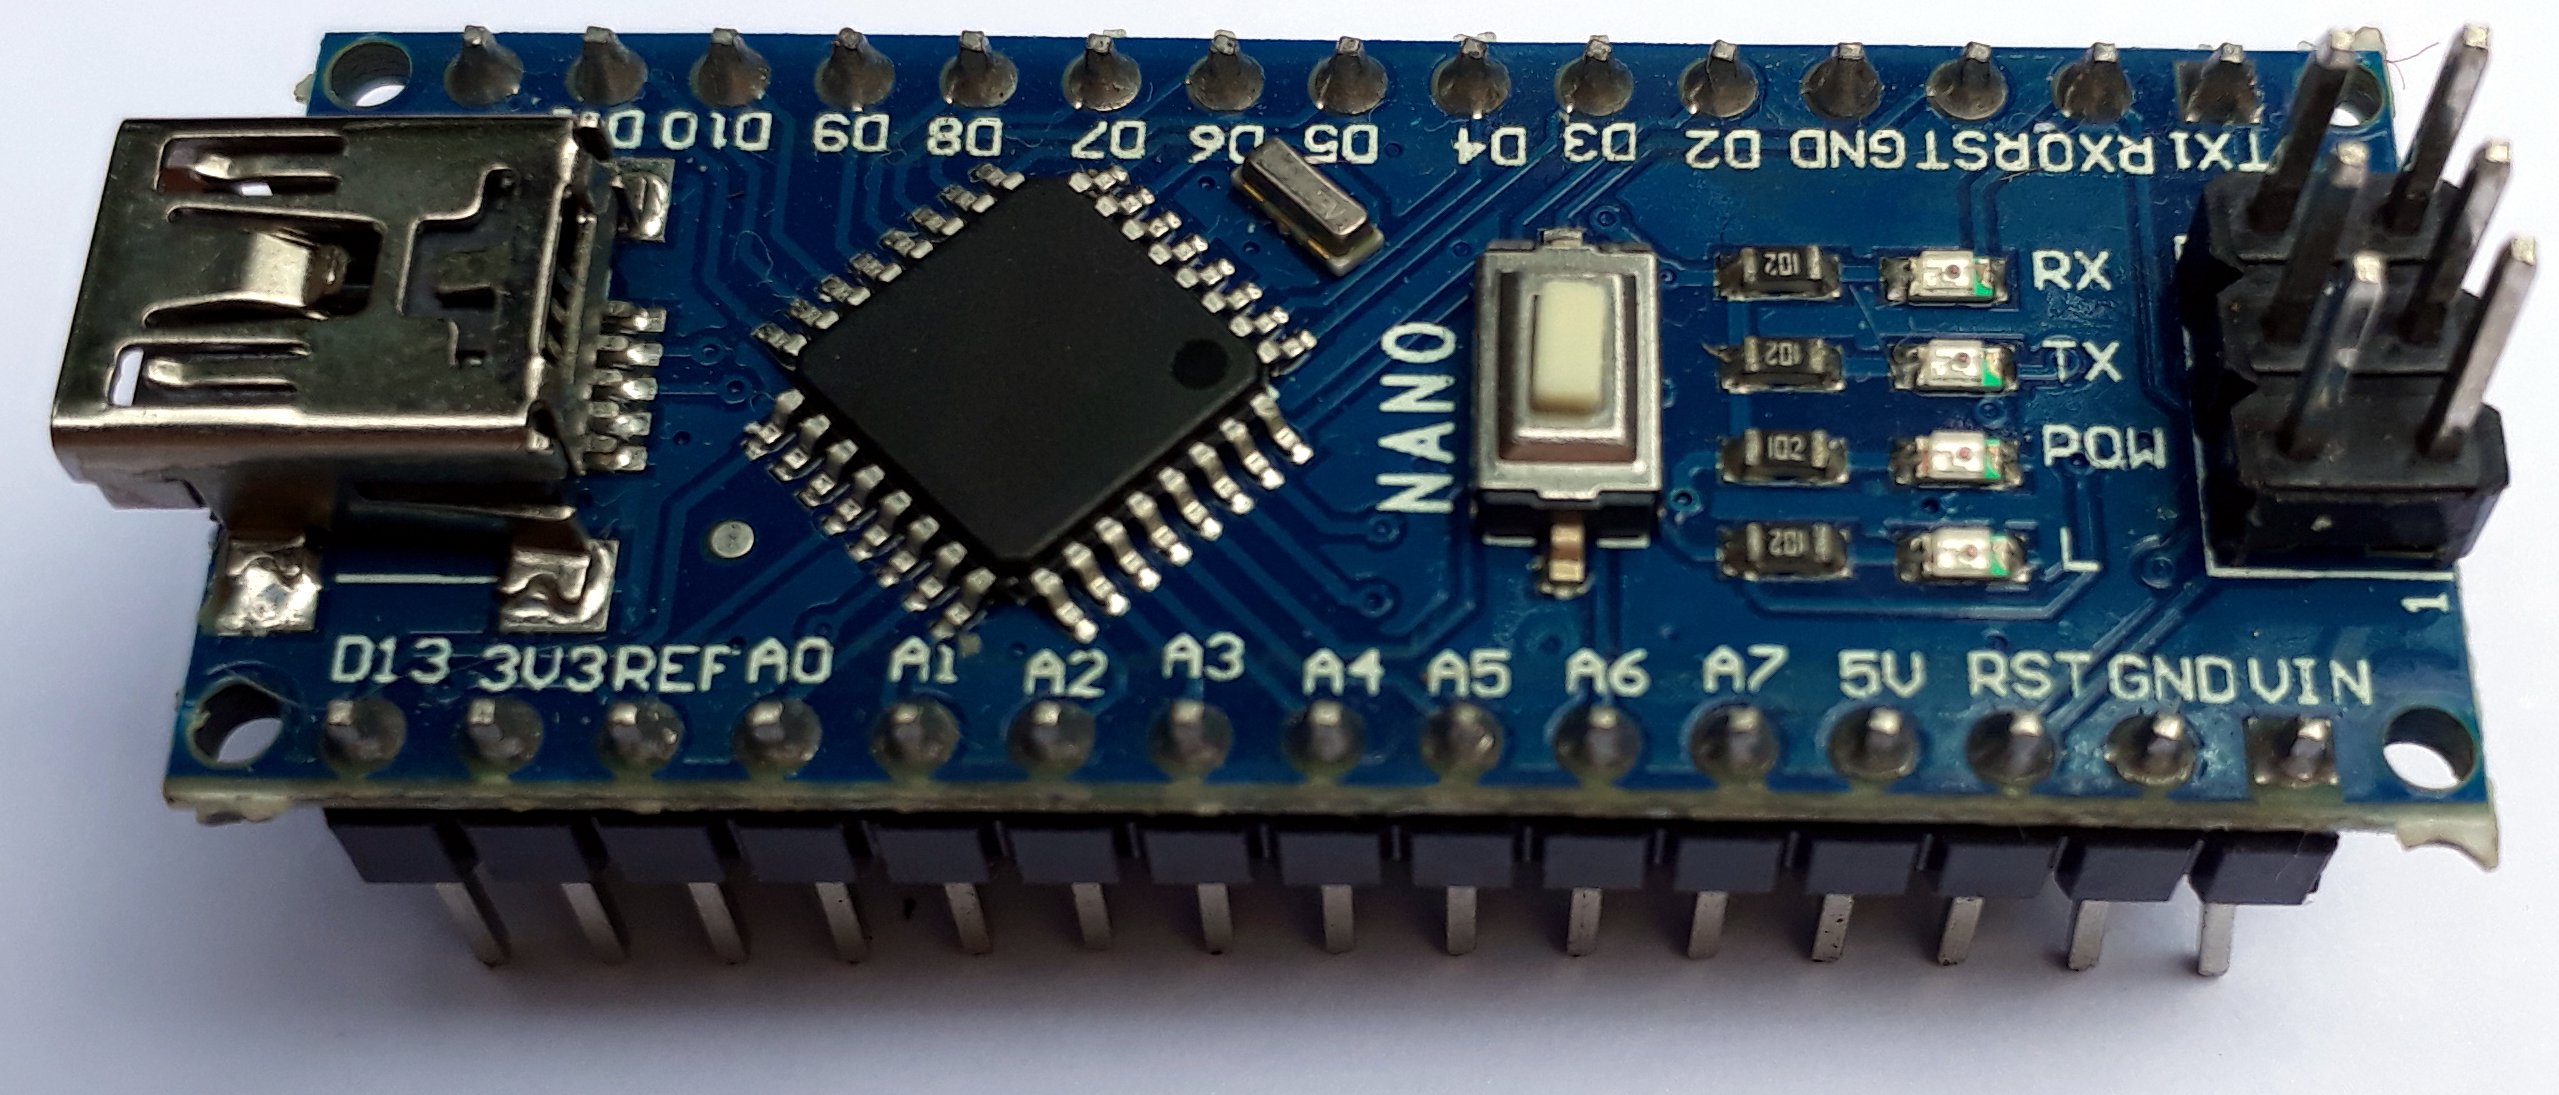 D11 D10 D9 D8 D7 D6 D5 D4 D3 D2 GND RST RX0 TX1
102 RX
102 TX
102 POW
102 L
NANO
1
D13 3V3 REF A0 A1 A2 A3 A4 A5 A6 A7 5V RST GND VIN